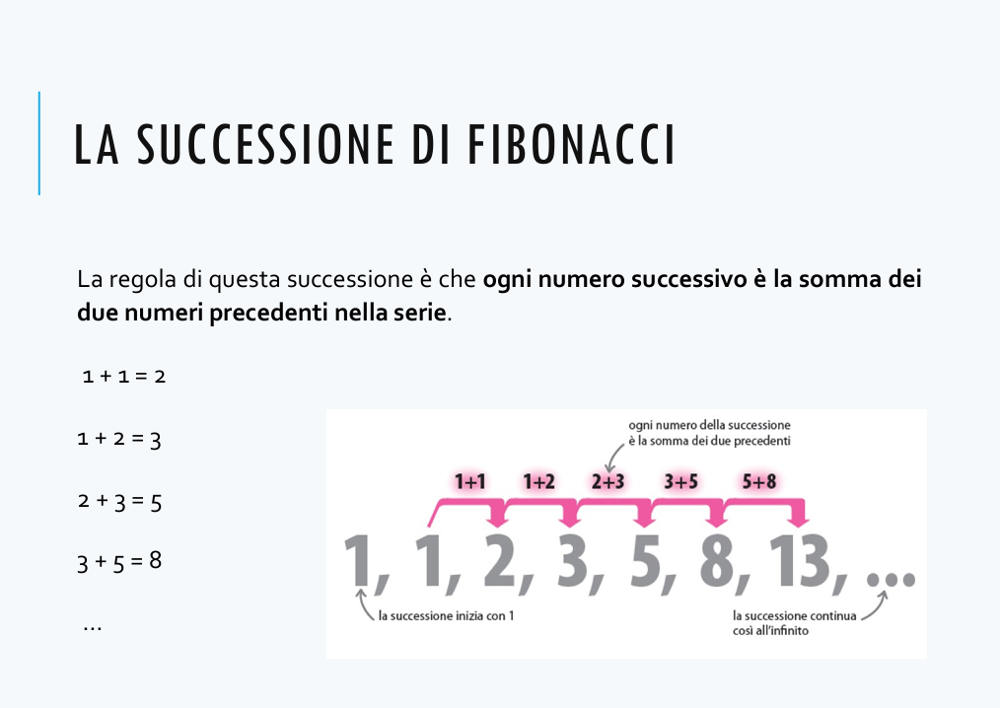 LA SUCCESSIONE DI FIBONACCI
La regola di questa successione è che ogni numero successivo è la somma dei
due numeri precedenti nella serie.
1 + 1 = 2
1 + 2 = 3
2 + 3 = 5
3 + 5 = 8
...
ogni numero della successione
è la somma dei due precedenti
1+1 1+2 2+3 3+5 5+8
1, 1, 2, 3, 5, 8, 13, ...
la successione inizia con 1
la successione continua
così all'infinito